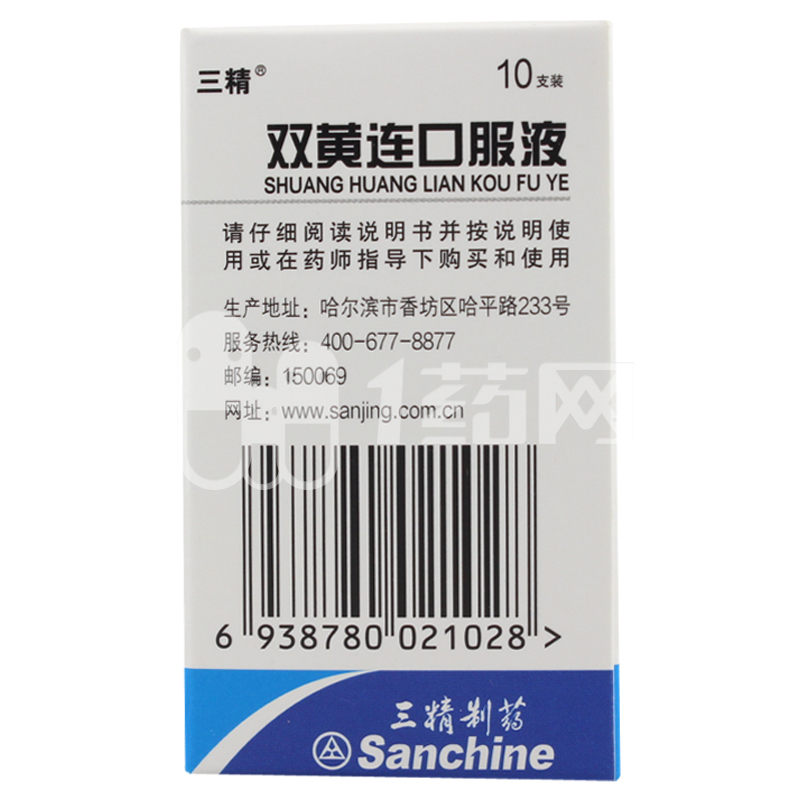 三精®
10支装
双黄连口服液
SHUANG HUANG LIAN KOU FU YE
请仔细阅读说明书并按说明使
用或在药师指导下购买和使用
生产地址：哈尔滨市香坊区哈平路233号
服务热线：400-677-8877
邮编：150069
网址：www.sanjing.com.cn
1药网
6 938780 021028 >
三精制药
Sanchine